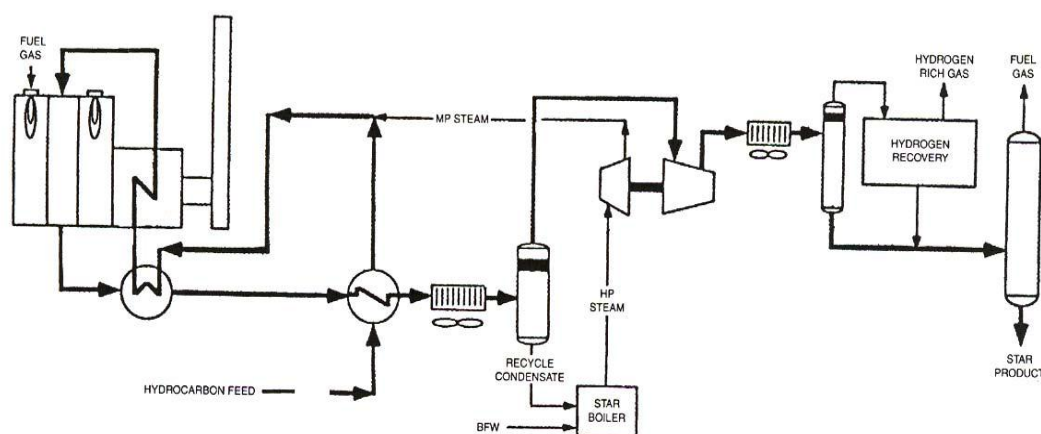 FUEL
GAS
HYDROGEN
RICH GAS
FUEL
GAS
MP STEAM
HYDROGEN
RECOVERY
HP
STEAM
RECYCLE
CONDENSATE
STAR
PRODUCT
HYDROCARBON FEED
STAR
BOILER
BFW